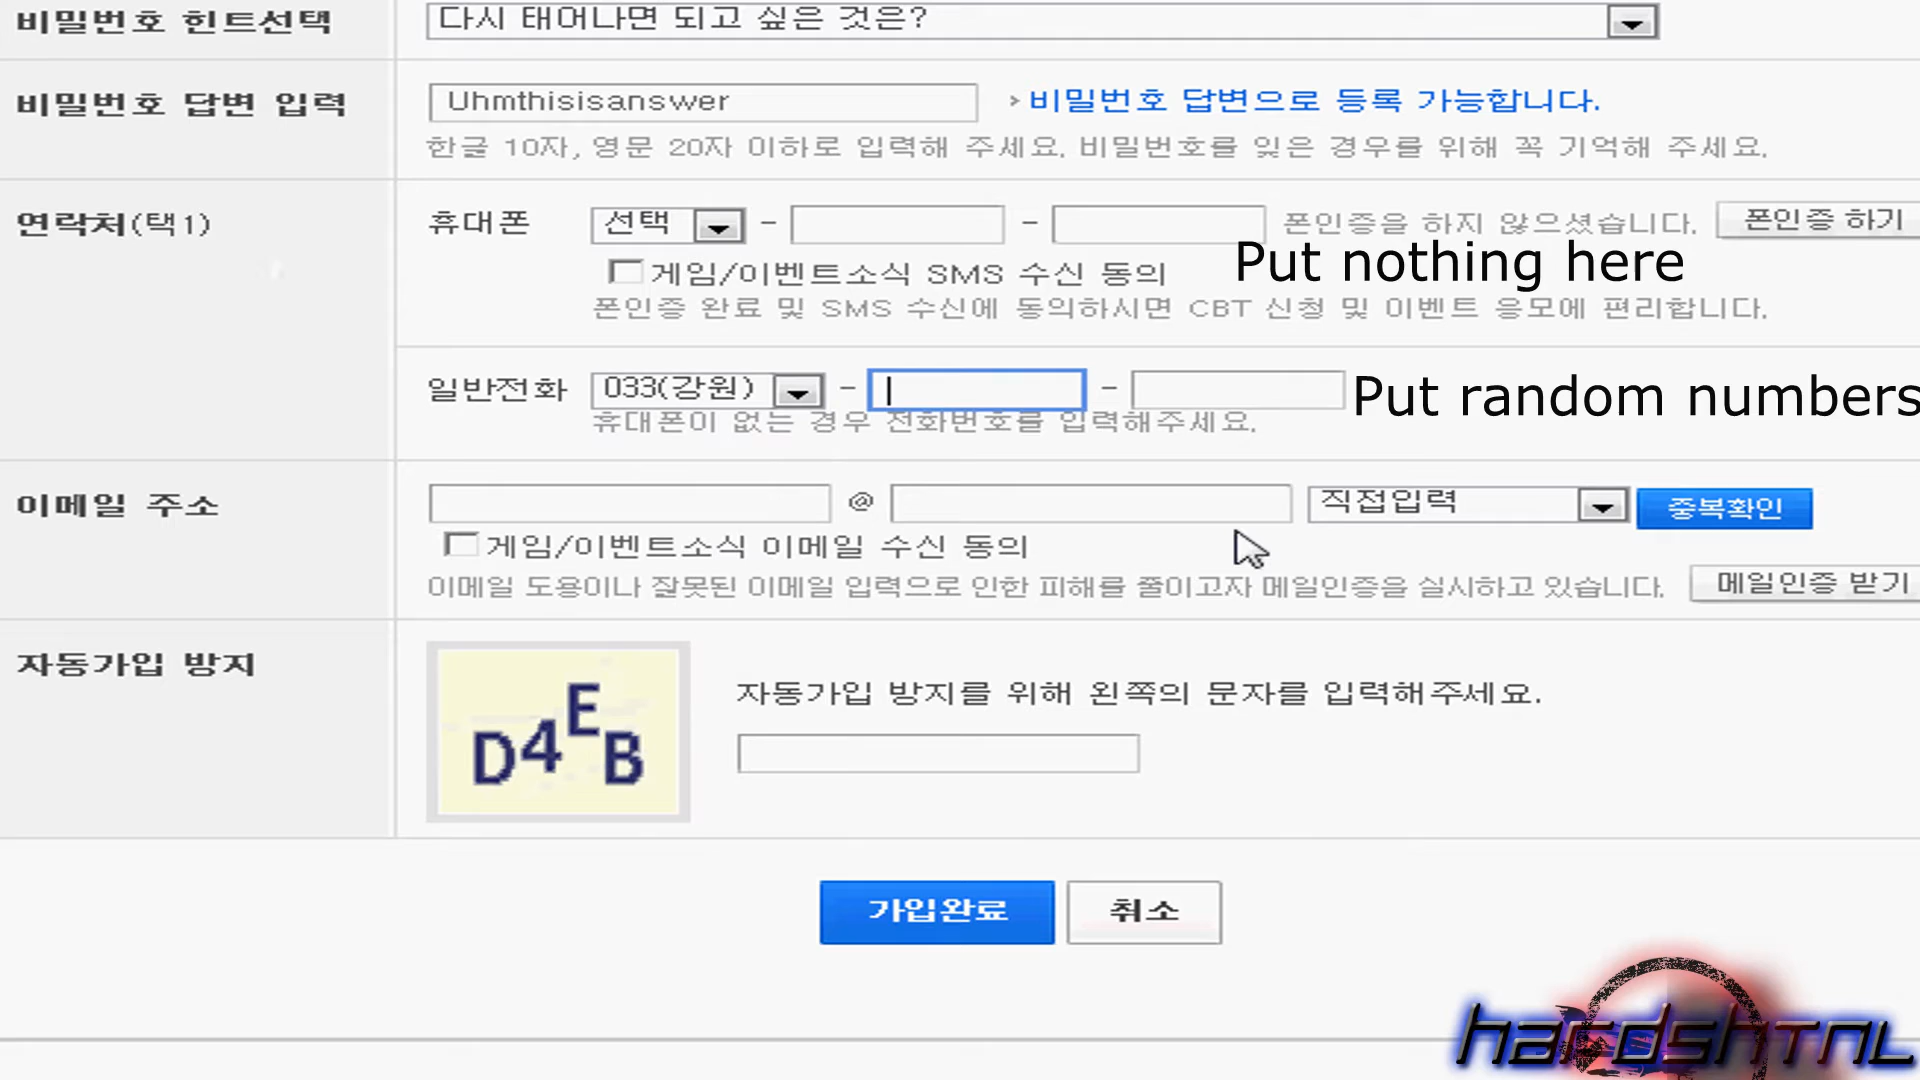 비밀번호 힌트선택 다시 태어나면 되고 싶은 것은?
비밀번호 답변 입력 Uhmthisisanswer > 비밀번호 답변으로 등록 가능합니다.
한글 10자, 영문 20자 이하로 입력해 주세요. 비밀번호를 잊은 경우를 위해 꼭 기억해 주세요.
연락처(택1) 휴대폰 선택 - - 폰인증을 하지 않으셨습니다. 폰인증 하기
Put nothing here
게임/이벤트소식 SMS 수신 동의
폰인증 완료 및 SMS 수신에 동의하시면 CBT 신청 및 이벤트 응모에 편리합니다.
일반전화 033(강원) - - Put random numbers
휴대폰이 없는 경우 전화번호를 입력해주세요.
이메일 주소 @ 직접입력 중복확인
게임/이벤트소식 이메일 수신 동의
이메일 도용이나 잘못된 이메일 입력으로 인한 피해를 줄이고자 메일인증을 실시하고 있습니다. 메일인증 받기
자동가입 방지 자동가입 방지를 위해 왼쪽의 문자를 입력해주세요.
D4EB
가입완료 취소
hardshtnl